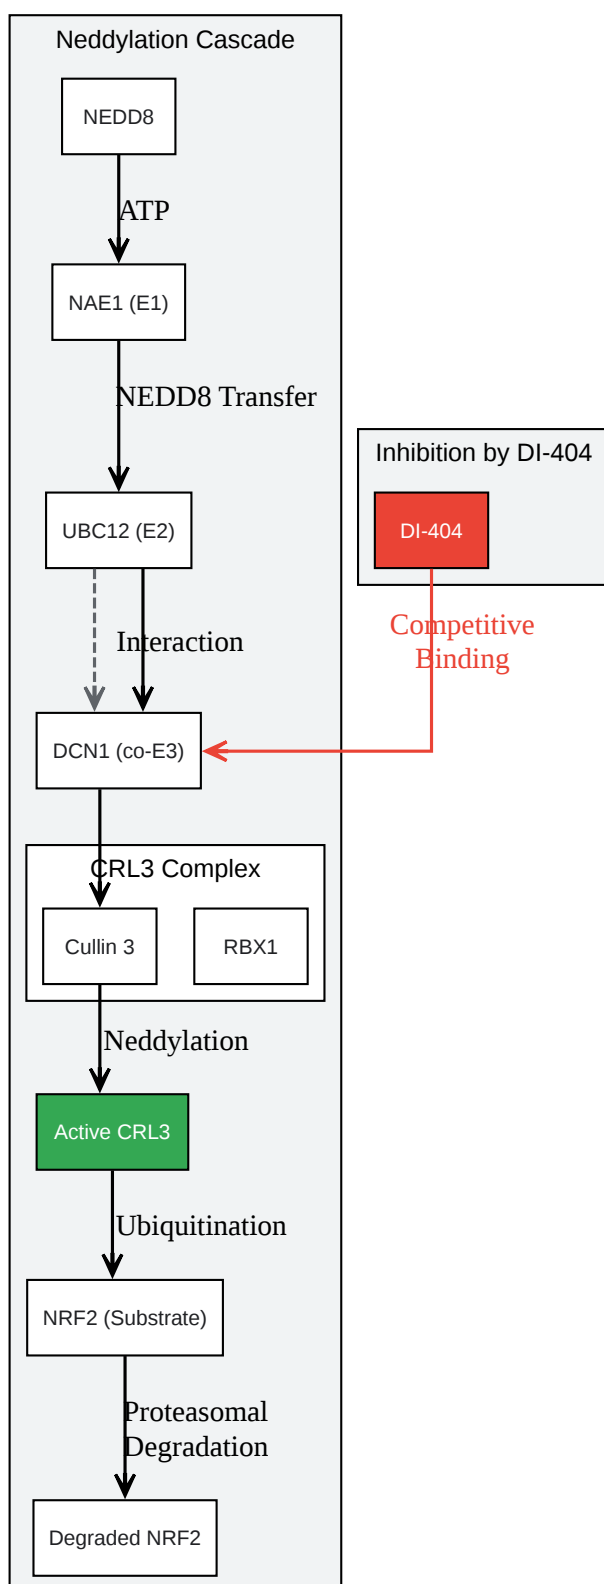 Neddylation Cascade
NEDD8
ATP
NAE1 (E1)
NEDD8 Transfer
Inhibition by DI-404
UBC12 (E2)
DI-404
Interaction
Competitive
Binding
DCN1 (co-E3)
CRL3 Complex
Cullin 3
RBX1
Neddylation
Active CRL3
Ubiquitination
NRF2 (Substrate)
Proteasomal
Degradation
Degraded NRF2